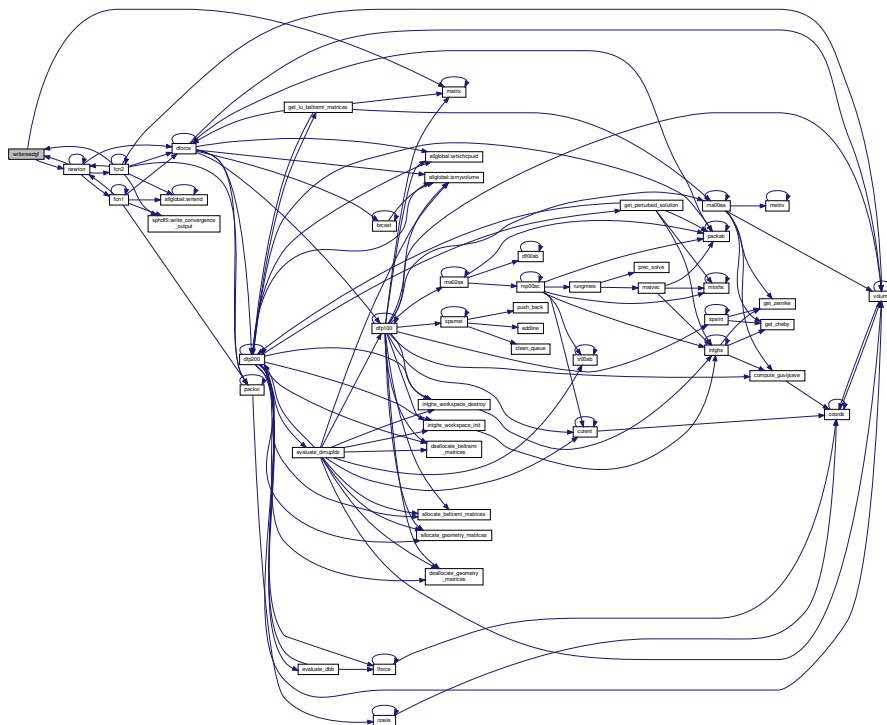 matrix
get_lu_beltrami_matrices
dforce
writereadgf
newton
fcn2
fcn1
allglobal::wrtend
sphdf5::write_convergence
_output
allglobal::whichcpuid
allglobal::ismyvolume
brcast
get_perturbed_solution
ma00aa
metrix
packab
df00ab
ma02aa
mp00ac
rungmres
prec_solve
matvec
mtrxhs
volume
get_zernike
get_cheby
push_back
spsmat
addline
clean_queue
spsint
dfp100
tr00ab
intghs
dfp200
packxi
compute_guvijsave
intghs_workspace_destroy
intghs_workspace_init
coords
curent
evaluate_dmupfdx
deallocate_beltrami
_matrices
allocate_beltrami_matrices
allocate_geometry_matrices
deallocate_geometry
_matrices
evaluate_dbb
lforce
rzaxis